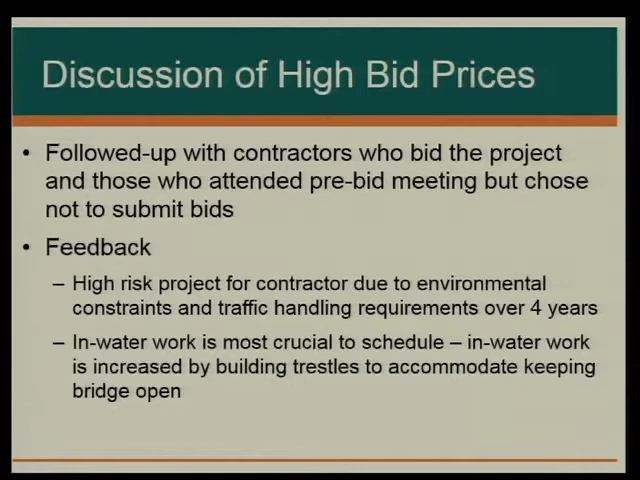 Discussion of High Bid Prices
• Followed-up with contractors who bid the project
and those who attended pre-bid meeting but chose
not to submit bids
• Feedback
– High risk project for contractor due to environmental
constraints and traffic handling requirements over 4 years
– In-water work is most crucial to schedule – in-water work
is increased by building trestles to accommodate keeping
bridge open